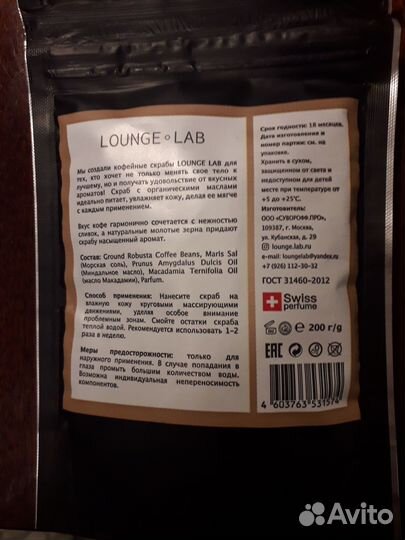 LOUNGE LAB
Мы создали кофейные скрабы LOUNGE LAB для
тех, кто хочет не только менять свое тело к
лучшему, но и получать удовольствие от вкусных
ароматов! Скраб с органическими маслами
идеально питает, увлажняет кожу, делая ее мягче
с каждым применением.
Вкус кофе гармонично сочетается с нежностью
сливок, а натуральные молотые зерна придают
скрабу насыщенный аромат.
Состав: Ground Robusta Coffee Beans, Maris Sal
(Морская соль), Prunus Amygdalus Dulcis Oil
(Миндальное масло), Macadamia Ternifolia Oil
(масло Макадамии), Parfum.
Способ применения: Нанесите скраб на
влажную кожу круговыми массирующими
движениями, уделяя особое внимание
проблемным зонам. Смойте остатки скраба
теплой водой. Рекомендуется использовать 1–2
раза в неделю.
Меры предосторожности: только для
наружного применения. В случае попадания в
глаза промыть большим количеством воды.
Возможна индивидуальная непереносимость
компонентов.
Срок годности: 18 месяцев.
Дата изготовления и
номер партии: см. на
упаковке.
Хранить в сухом,
защищенном от света и
недоступном для детей
месте при температуре от
+5 до +25°С.
Изготовитель:
ООО «СУВОРОФФ.ПРО»,
109387, г. Москва,
ул. Кубанская, д. 29
lounge.lab.ru
e-mail: loungelab@yandex.ru
+7 (926) 112–30–32
ГОСТ 31460–2012
Swiss
perfume
200 г/g
EAC
4 603763 531574
Avito